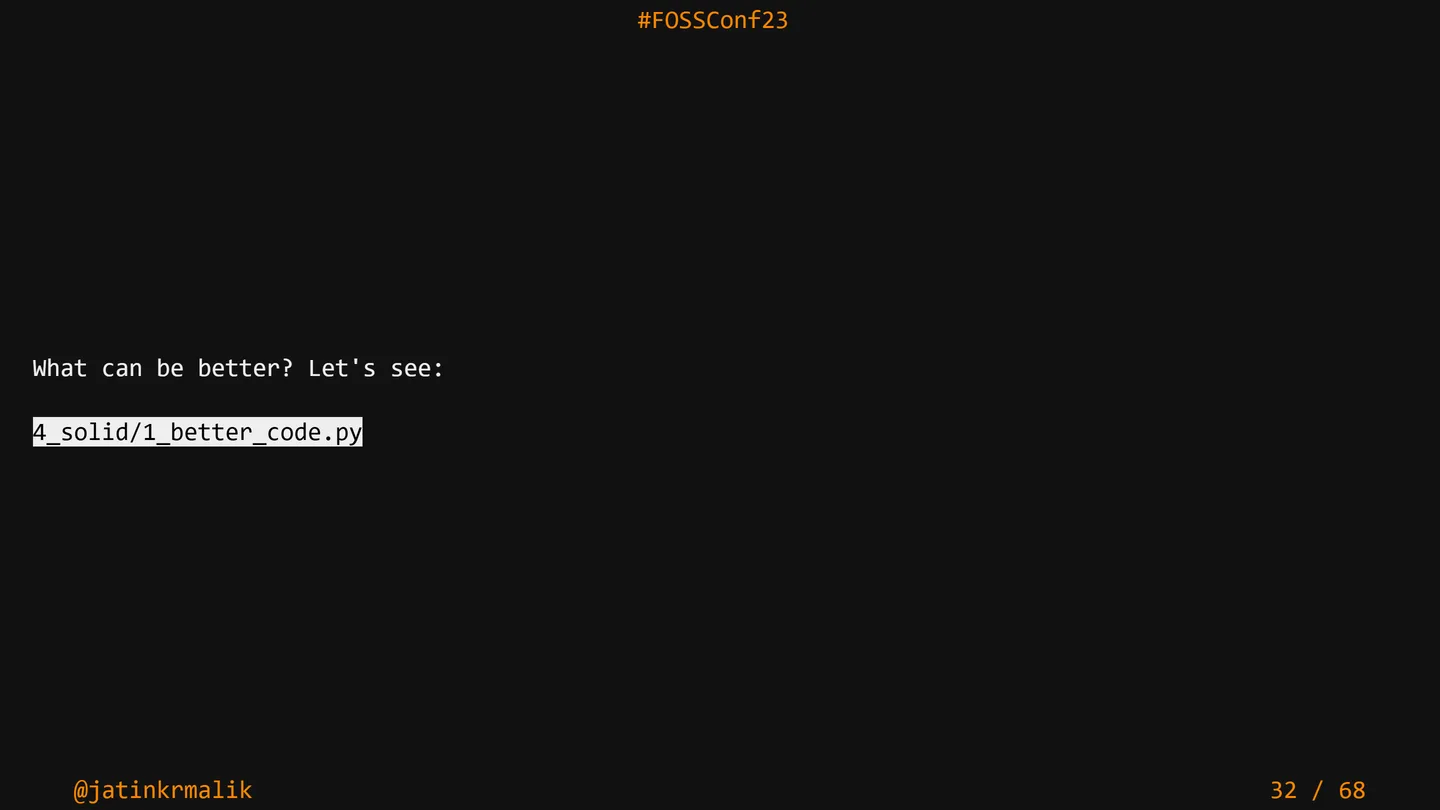 #FOSSConf23
What can be better? Let's see:
4_solid/1_better_code.py
@jatinkrmalik
32 / 68